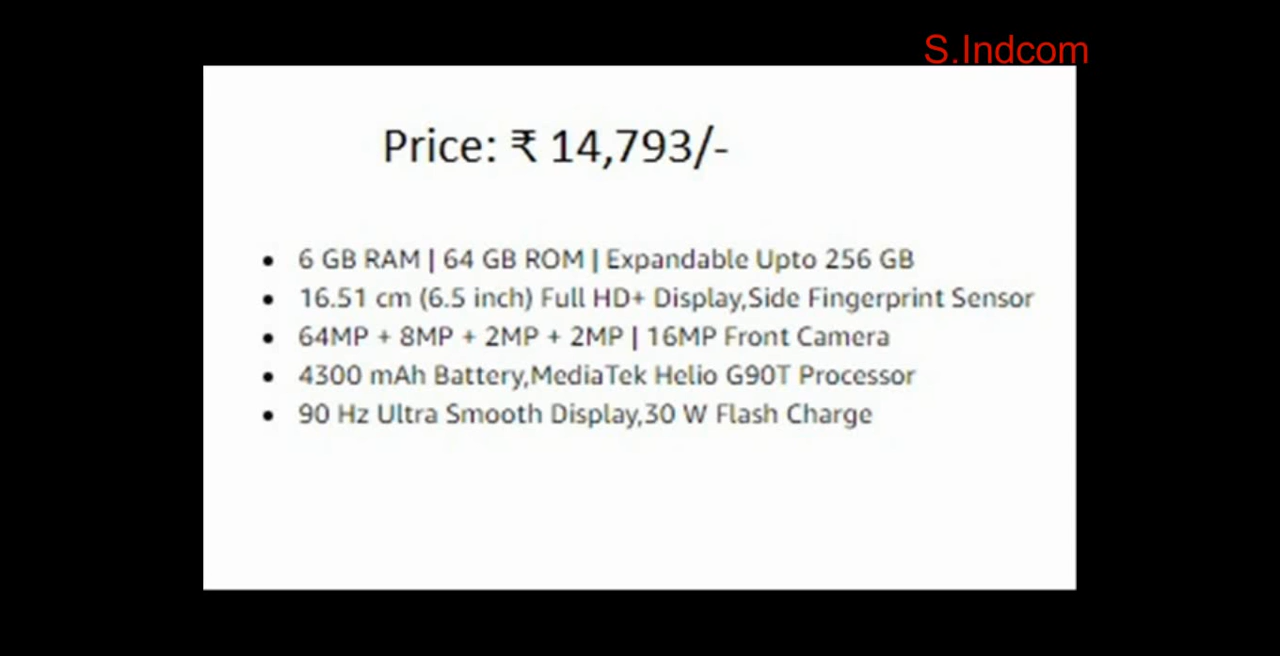 S.Indcom
Price: ₹ 14,793/-
• 6 GB RAM | 64 GB ROM | Expandable Upto 256 GB
• 16.51 cm (6.5 inch) Full HD+ Display,Side Fingerprint Sensor
• 64MP + 8MP + 2MP + 2MP | 16MP Front Camera
• 4300 mAh Battery,MediaTek Helio G90T Processor
• 90 Hz Ultra Smooth Display,30 W Flash Charge